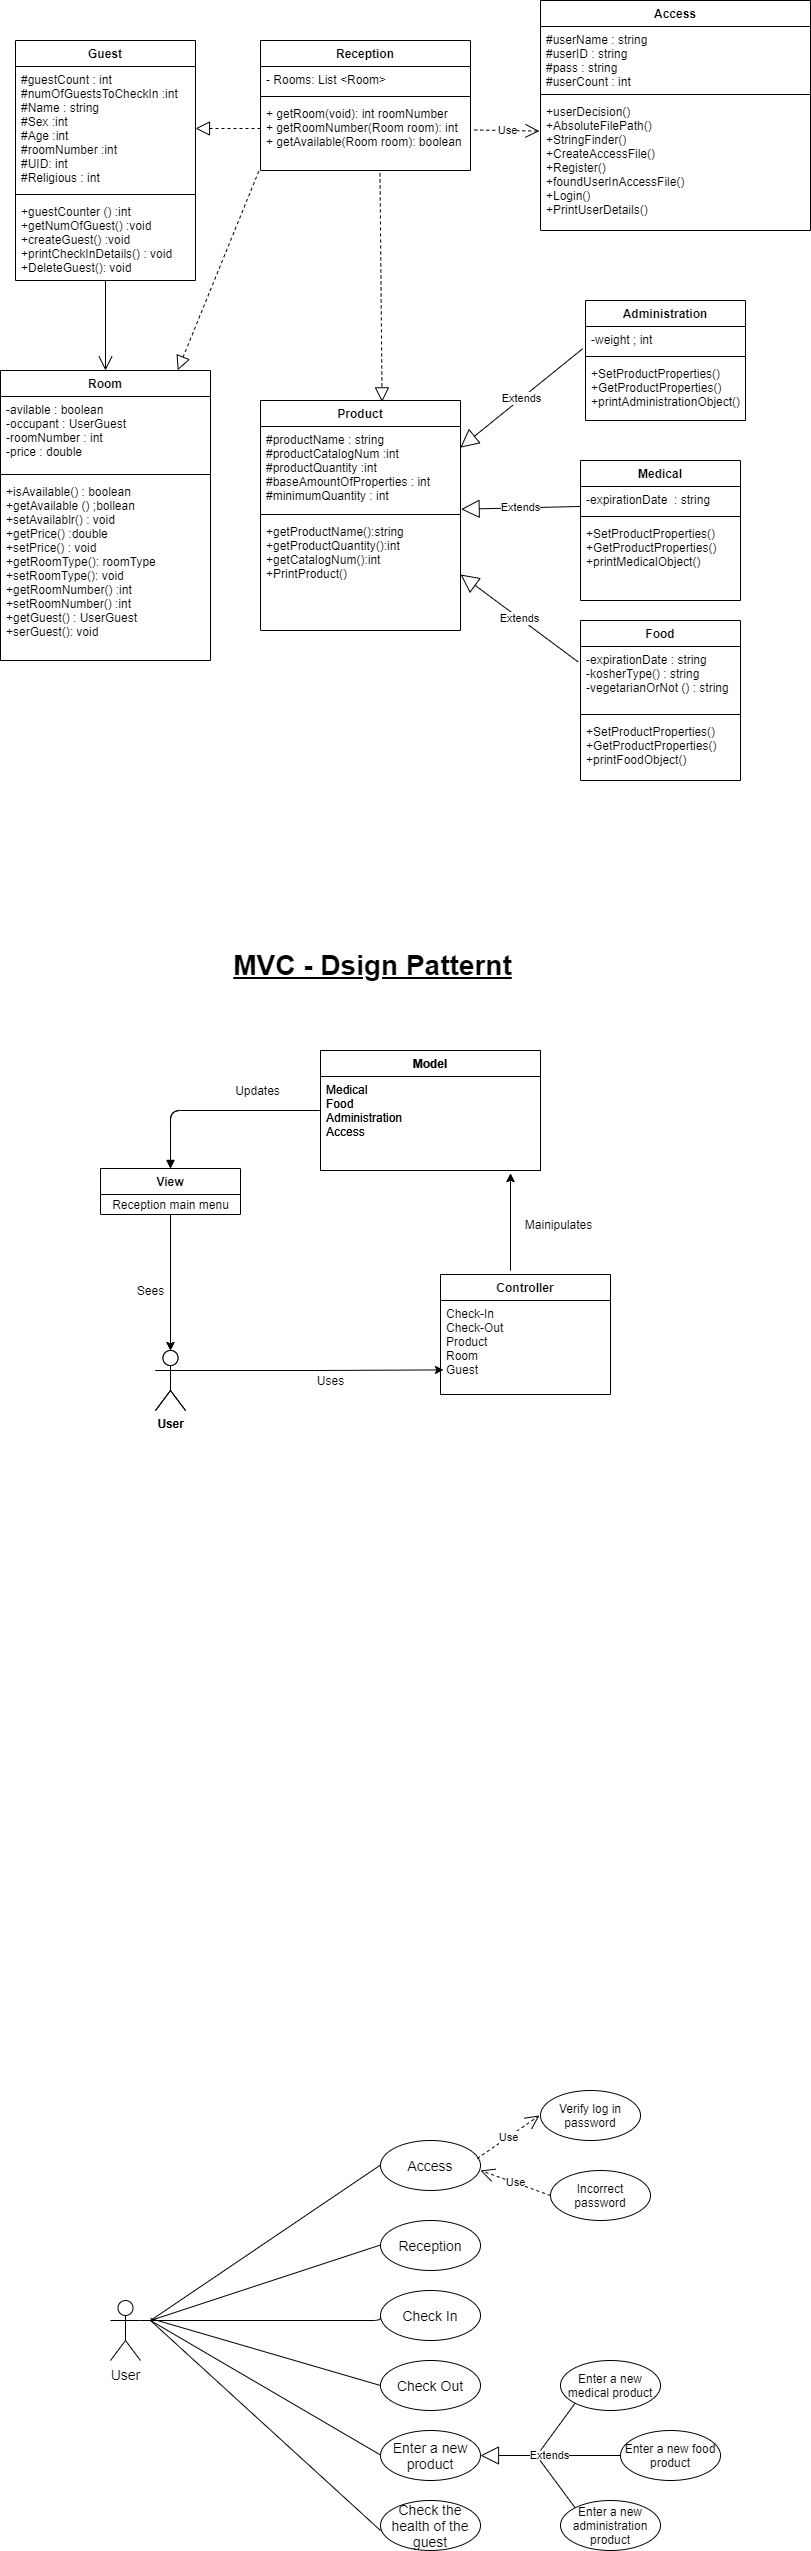 Guest
#guestCount : int
#numOfGuestsToCheckIn :int
#Name : string
#Sex :int
#Age :int
#roomNumber :int
#UID: int
#Religious : int
+guestCounter () :int
+getNumOfGuest() :void
+createGuest() :void
+printCheckInDetails() : void
+DeleteGuest(): void
Reception
- Rooms: List <Room>
+ getRoom(void): int roomNumber
+ getRoomNumber(Room room): int
+ getAvailable(Room room): boolean
Use
Access
#userName : string
#userID : string
#pass : string
#userCount : int
+userDecision()
+AbsoluteFilePath()
+StringFinder()
+CreateAccessFile()
+Register()
+foundUserInAccessFile()
+Login()
+PrintUserDetails()
Room
-avilable : boolean
-occupant : UserGuest
-roomNumber : int
-price : double
+isAvailable() : boolean
+getAvailable () ;bollean
+setAvailablr() : void
+getPrice() :double
+setPrice() : void
+getRoomType(): roomType
+setRoomType(): void
+getRoomNumber() :int
+setRoomNumber() :int
+getGuest() : UserGuest
+serGuest(): void
Product
#productName : string
#productCatalogNum :int
#productQuantity :int
#baseAmountOfProperties : int
#minimumQuantity : int
+getProductName():string
+getProductQuantity():int
+getCatalogNum():int
+PrintProduct()
Extends
Extends
Extends
Administration
-weight ; int
+SetProductProperties()
+GetProductProperties()
+printAdministrationObject()
Medical
-expirationDate : string
+SetProductProperties()
+GetProductProperties()
+printMedicalObject()
Food
-expirationDate : string
-kosherType() : string
-vegetarianOrNot () : string
+SetProductProperties()
+GetProductProperties()
+printFoodObject()
MVC - Dsign Patternt
Model
Medical
Food
Administration
Access
Updates
View
Reception main menu
Mainipulates
Sees
Controller
Check-In
Check-Out
Product
Room
Guest
Uses
User
Verify log in
password
Use
Access
Use
Incorrect
password
Reception
Check In
User
Check Out
Enter a new
medical product
Enter a new
product
Extends
Enter a new food
product
Enter a new
administration
product
Check the
health of the
guest